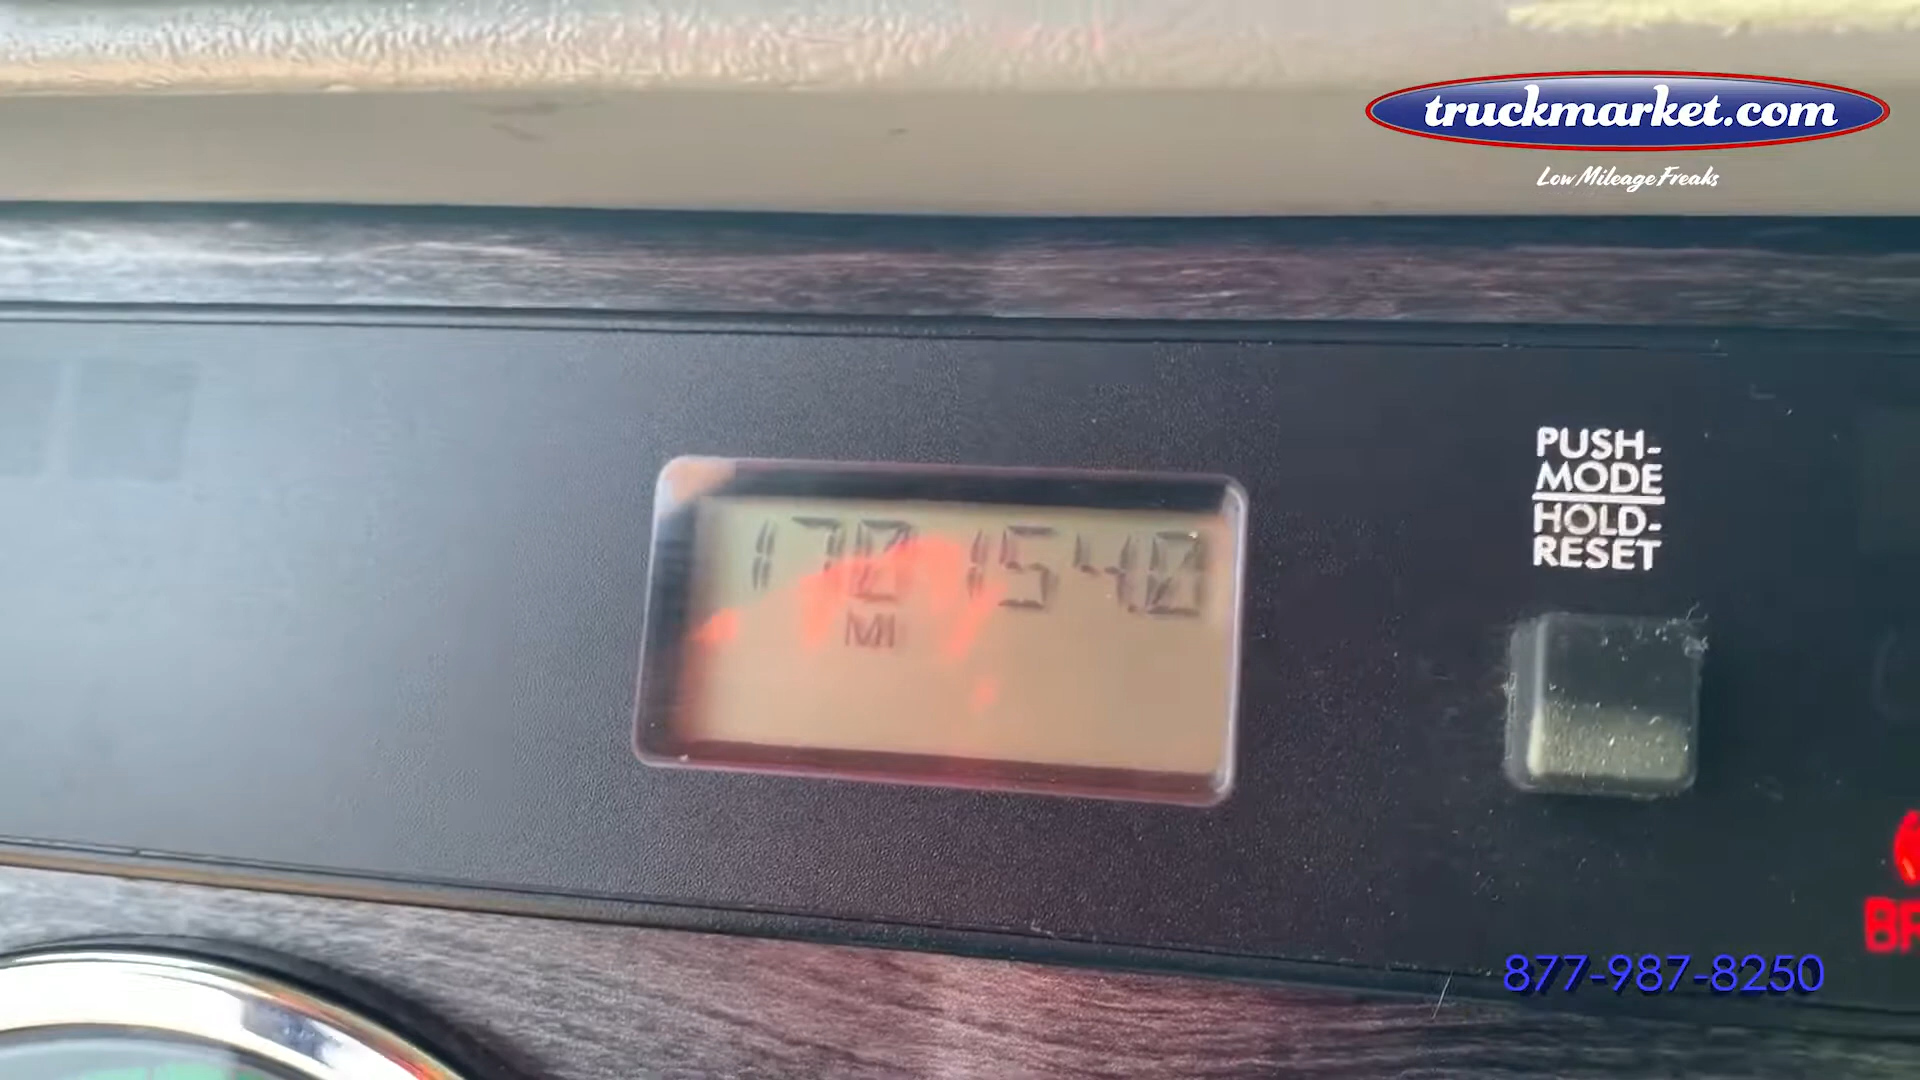 truckmarket.com
Low Mileage Freaks
PUSH-
MODE
HOLD-
RESET
170154.0
MI
877-987-8250